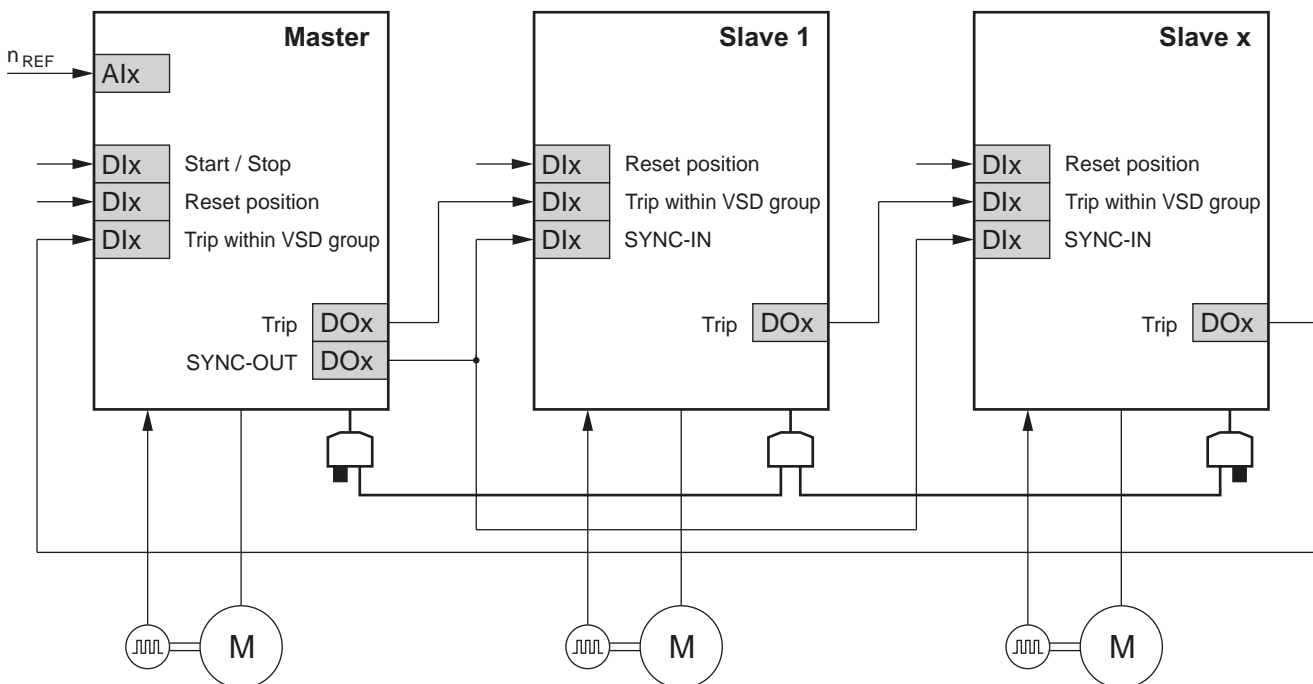 Master
n REF
AIx
DIx Start / Stop
DIx Reset position
DIx Trip within VSD group
Trip DOx
SYNC-OUT DOx
M
Slave 1
DIx Reset position
DIx Trip within VSD group
DIx SYNC-IN
Trip DOx
M
Slave x
DIx Reset position
DIx Trip within VSD group
DIx SYNC-IN
Trip DOx
M